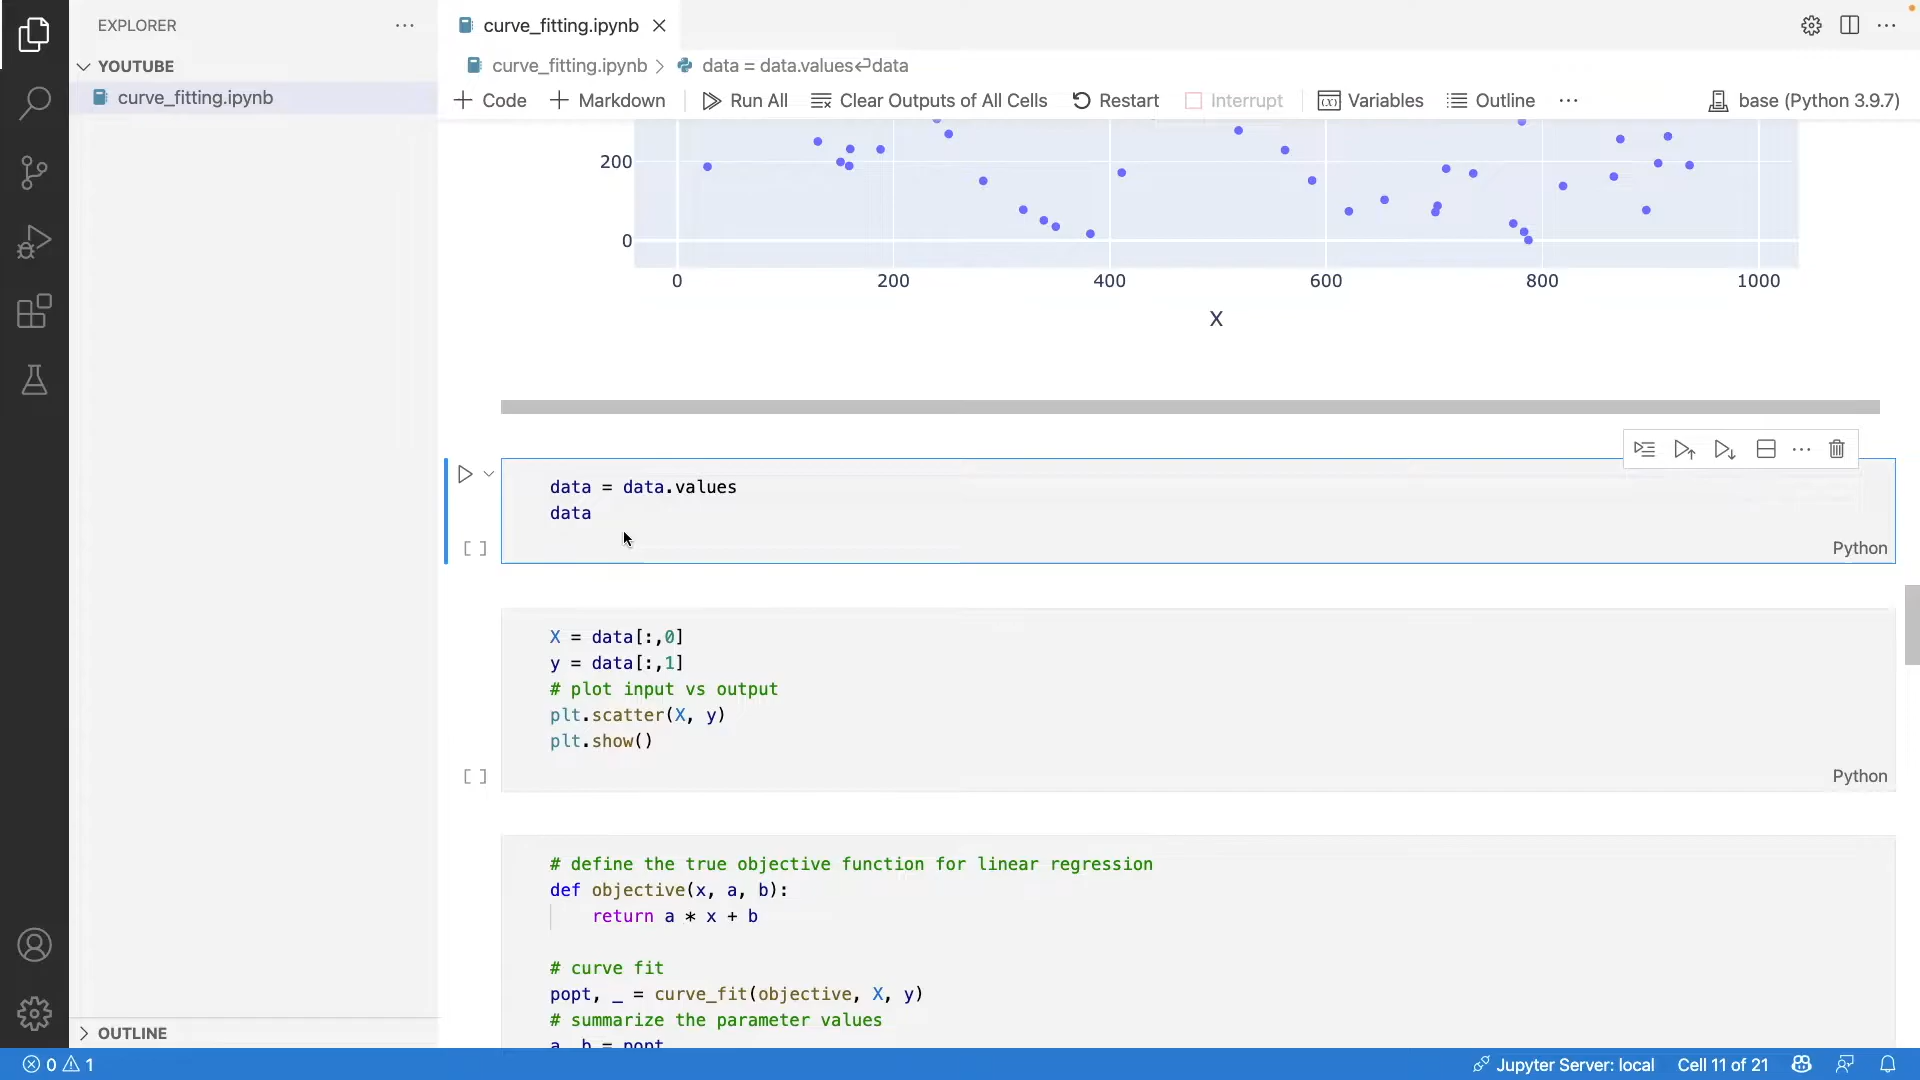 EXPLORER
YOUTUBE
curve_fitting.ipynb
OUTLINE
curve_fitting.ipynb
curve_fitting.ipynb > data = data.values↩data
Code Markdown Run All Clear Outputs of All Cells Restart Interrupt Variables Outline ··· base (Python 3.9.7)
200
0
0 200 400 600 800 1000
X
data = data.values
data
[ ]
Python
X = data[:,0]
y = data[:,1]
# plot input vs output
plt.scatter(X, y)
plt.show()
[ ]
Python
# define the true objective function for linear regression
def objective(x, a, b):
return a * x + b
# curve fit
popt, _ = curve_fit(objective, X, y)
# summarize the parameter values
a, b = popt
0 1
Jupyter Server: local Cell 11 of 21